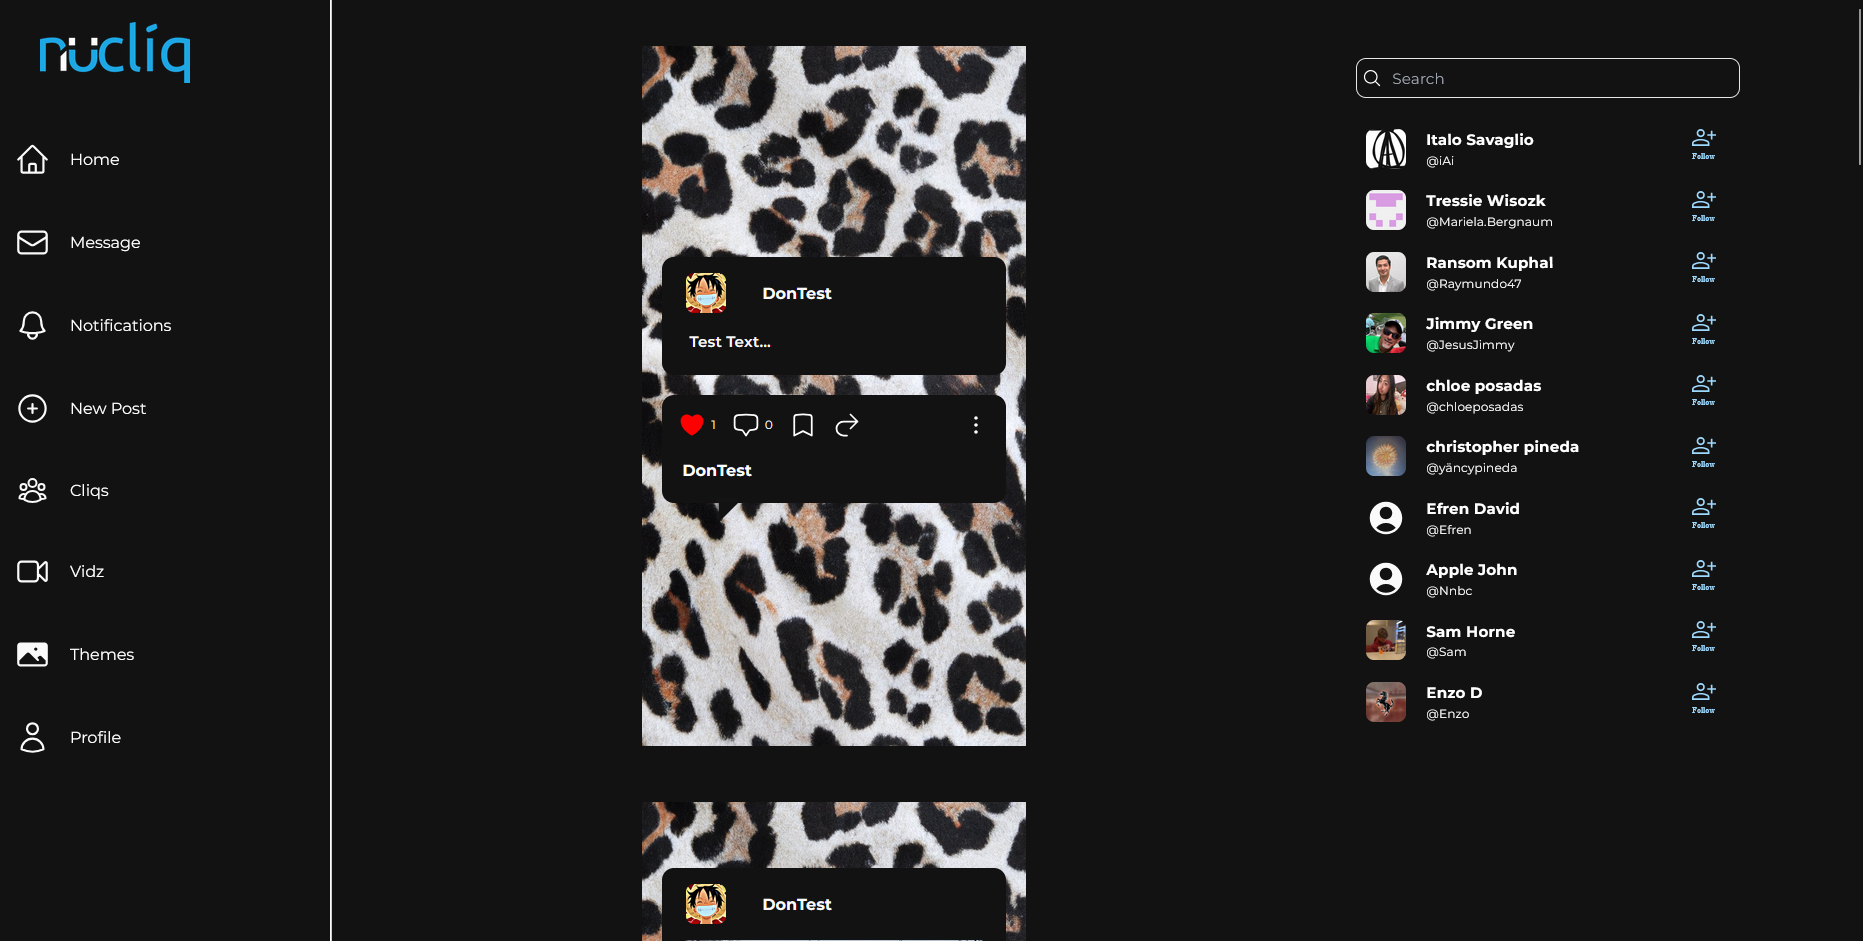 nücliq
Home
Message
Notifications
New Post
Cliqs
Vidz
Themes
Profile
DonTest
Test Text...
1
0
DonTest
DonTest
Search
Italo Savaglio
@iAi
Follow
Tressie Wisozk
@Mariela.Bergnaum
Follow
Ransom Kuphal
@Raymundo47
Follow
Jimmy Green
@JesusJimmy
Follow
chloe posadas
@chloeposadas
Follow
christopher pineda
@yāncypineda
Follow
Efren David
@Efren
Follow
Apple John
@Nnbc
Follow
Sam Horne
@Sam
Follow
Enzo D
@Enzo
Follow